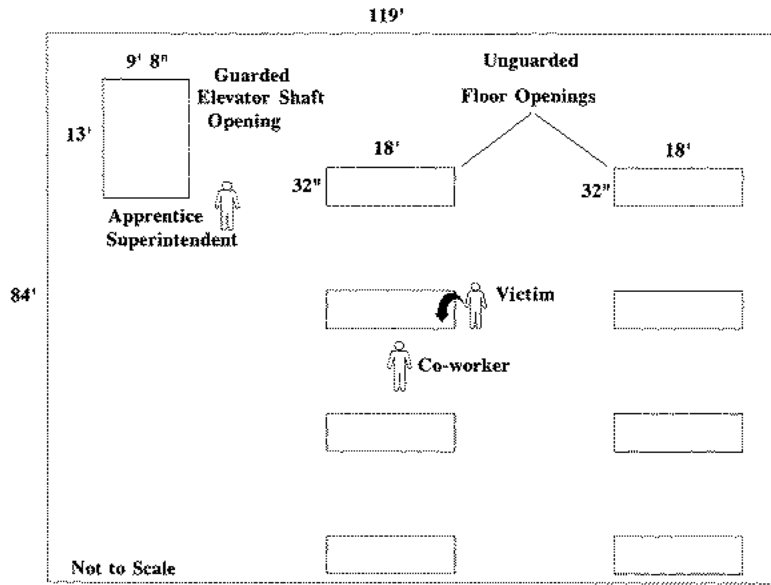 119'
9' 8"
Guarded
Elevator Shaft
Opening
Unguarded
Floor Openings
13'
18'
18'
32"
32"
Apprentice
Superintendent
84'
Victim
Co-worker
Not to Scale